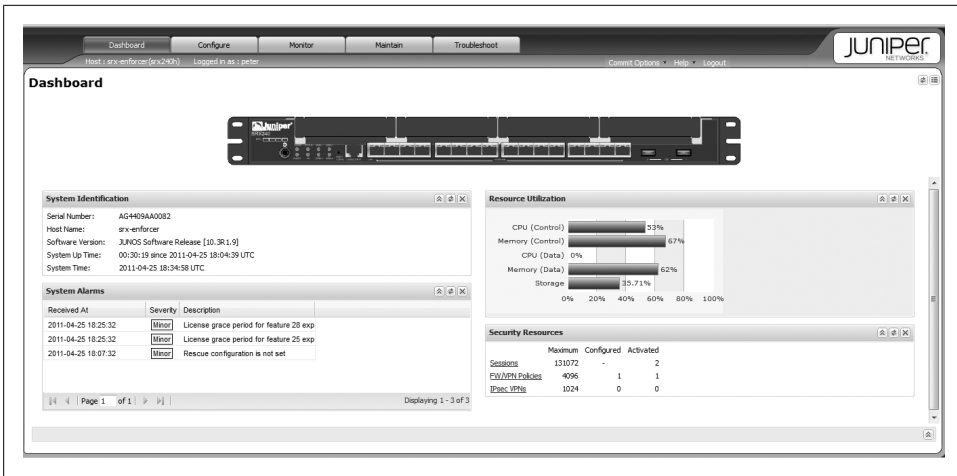 Dashboard Configure Monitor Maintain Troubleshoot
JUNIPER
NETWORKS
Host : srx-enforcer(srx240h) Logged in as : peter Commit Options Help Logout
Dashboard
Juniper
SRX240
System Identification
Serial Number: AG4409AA0082
Host Name: srx-enforcer
Software Version: JUNOS Software Release [10.3R1.9]
System Up Time: 00:30:19 since 2011-04-25 18:04:39 UTC
System Time: 2011-04-25 18:34:58 UTC
System Alarms
Received At Severity Description
2011-04-25 18:25:32 Minor License grace period for feature 28 exp
2011-04-25 18:25:32 Minor License grace period for feature 25 exp
2011-04-25 18:07:32 Minor Rescue configuration is not set
Page 1 of 1 Displaying 1 - 3 of 3
Resource Utilization
CPU (Control) 53%
Memory (Control) 67%
CPU (Data) 0%
Memory (Data) 62%
Storage 35.71%
0% 20% 40% 60% 80% 100%
Security Resources
Maximum Configured Activated
Sessions 131072 - 2
FW/VPN Policies 4096 1 1
IPsec VPNs 1024 0 0